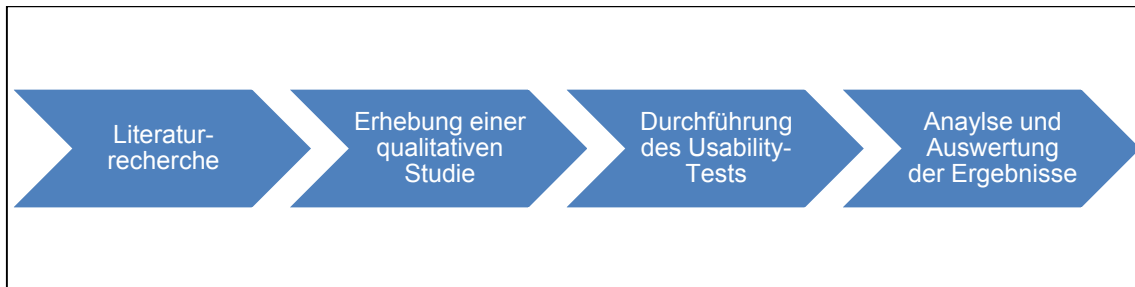 Literatur-
recherche
Erhebung einer
qualitativen
Studie
Durchführung
des Usability-
Tests
Anaylse und
Auswertung
der Ergebnisse